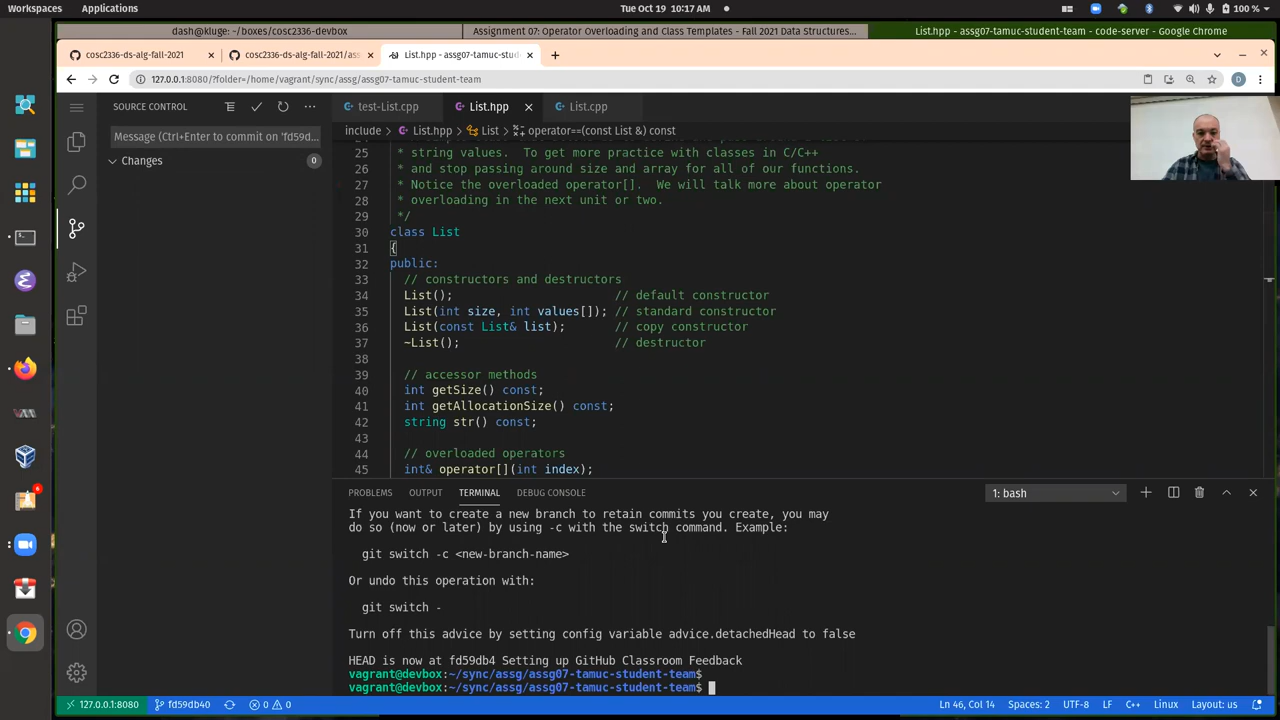 Workspaces
Applications
Tue Oct 19 10:17 AM
100 %
dash@kluge: ~/boxes/cosc2336-devbox
Assignment 07: Operator Overloading and Class Templates - Fall 2021 Data Structures...
List.hpp - assg07-tamuc-student-team - code-server - Google Chrome
cosc2336-ds-alg-fall-2021
cosc2336-ds-alg-fall-2021/ass
List.hpp - assg07-tamuc-stud
127.0.0.1:8080/?folder=/home/vagrant/sync/assg/assg07-tamuc-student-team
D
SOURCE CONTROL
test-List.cpp
List.hpp
List.cpp
Message (Ctrl+Enter to commit on 'fd59d...
include > List.hpp > List > operator==(const List &) const
Changes
0
25 * string values. To get more practice with classes in C/C++
26 * and stop passing around size and array for all of our functions.
27 * Notice the overloaded operator[]. We will talk more about operator
28 * overloading in the next unit or two.
29 */
30 class List
31 {
32 public:
33 // constructors and destructors
34 List(); // default constructor
35 List(int size, int values[]); // standard constructor
36 List(const List& list); // copy constructor
37 ~List(); // destructor
38
39 // accessor methods
40 int getSize() const;
41 int getAllocationSize() const;
42 string str() const;
43
44 // overloaded operators
45 int& operator[](int index);
PROBLEMS
OUTPUT
TERMINAL
DEBUG CONSOLE
1: bash
If you want to create a new branch to retain commits you create, you may
do so (now or later) by using -c with the switch command. Example:
git switch -c <new-branch-name>
Or undo this operation with:
git switch -
Turn off this advice by setting config variable advice.detachedHead to false
HEAD is now at fd59db4 Setting up GitHub Classroom Feedback
vagrant@devbox:~/sync/assg/assg07-tamuc-student-team$
vagrant@devbox:~/sync/assg/assg07-tamuc-student-team$
127.0.0.1:8080
fd59db40
0
0
Ln 46, Col 14
Spaces: 2
UTF-8
LF
C++
Linux
Layout: us